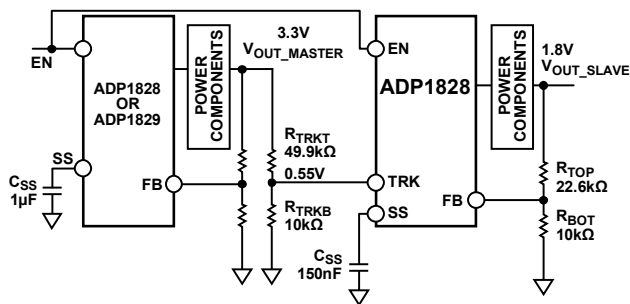 EN
ADP1828
OR
ADP1829
SS
CSS
1µF
FB
POWER
COMPONENTS
3.3V
VOUT_MASTER
RTRKT
49.9kΩ
0.55V
RTRKB
10kΩ
EN
ADP1828
TRK
SS
FB
CSS
150nF
POWER
COMPONENTS
1.8V
VOUT_SLAVE
RTOP
22.6kΩ
RBOT
10kΩ